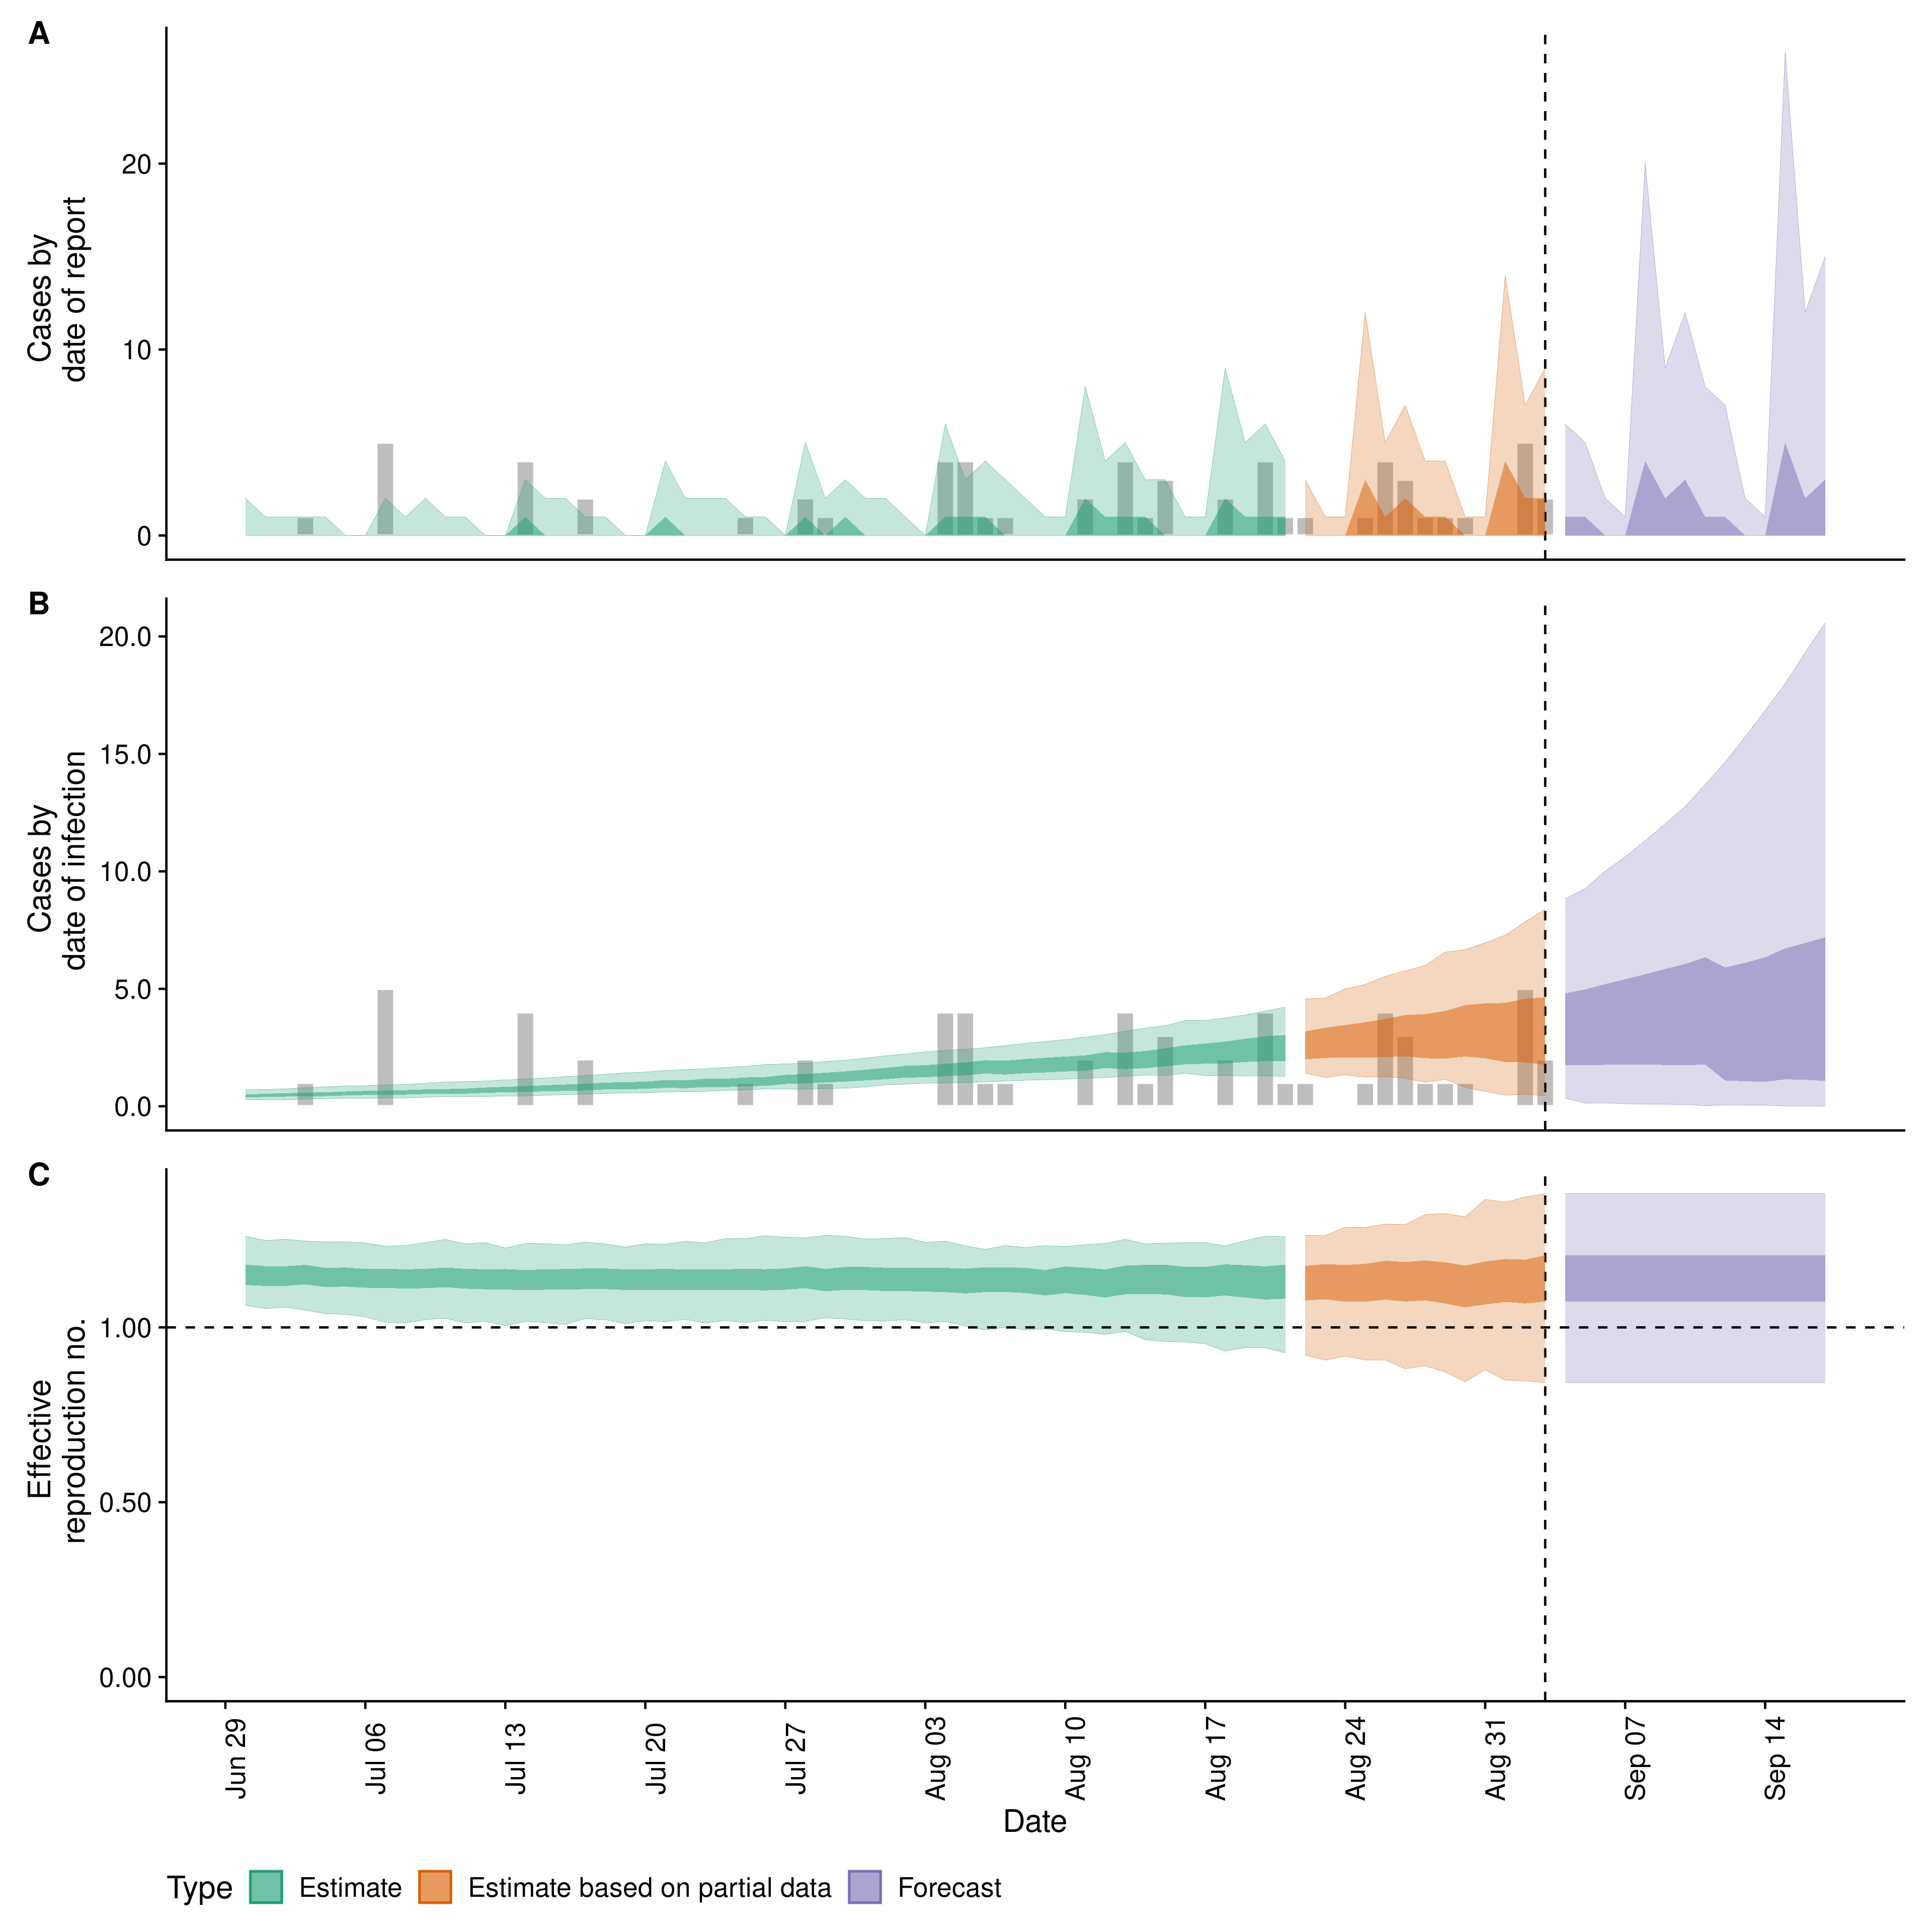 A
Cases by
date of report
20
10
0
B
Cases by
date of infection
20.0
15.0
10.0
5.0
0.0
C
Effective
reproduction no.
1.00
0.50
0.00
Jun 29
Jul 06
Jul 13
Jul 20
Jul 27
Aug 03
Aug 10
Aug 17
Aug 24
Aug 31
Sep 07
Sep 14
Date
Type
Estimate
Estimate based on partial data
Forecast